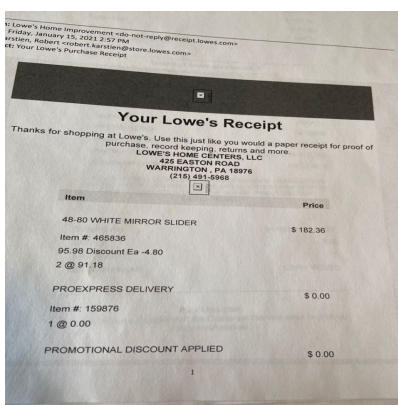 n: Lowe's Home Improvement <do-not-reply@receipt.lowes.com>
Friday, January 15, 2021 2:57 PM
arstien, Robert <robert.karstien@store.lowes.com>
ct: Your Lowe's Purchase Receipt
Your Lowe's Receipt
Thanks for shopping at Lowe's. Use this just like you would a paper receipt for proof of
purchase, record keeping, returns and more.
LOWE'S HOME CENTERS, LLC
425 EASTON ROAD
WARRINGTON , PA 18976
(215) 491-5968
Item Price
48-80 WHITE MIRROR SLIDER $ 182.36
Item #: 465836
95.98 Discount Ea -4.80
2 @ 91.18
PROEXPRESS DELIVERY $ 0.00
Item #: 159876
1 @ 0.00
PROMOTIONAL DISCOUNT APPLIED $ 0.00
1